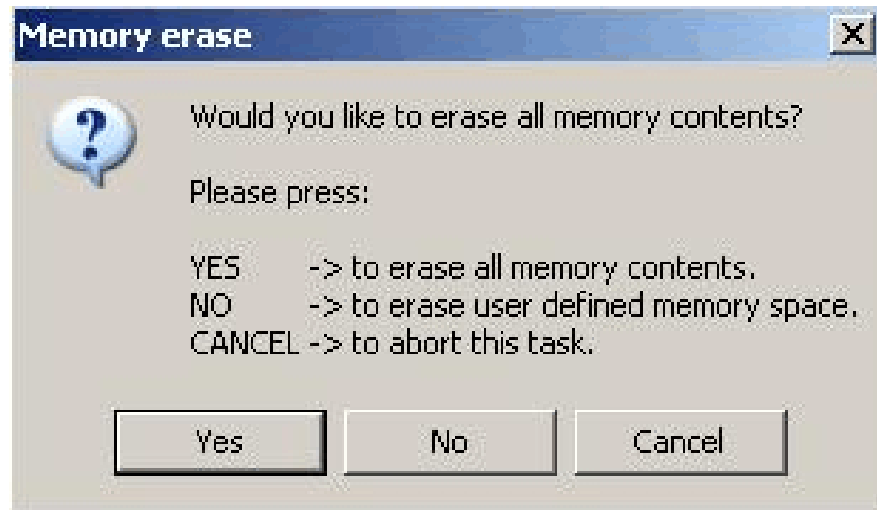 Memory erase
Would you like to erase all memory contents?
Please press:
YES -> to erase all memory contents.
NO -> to erase user defined memory space.
CANCEL -> to abort this task.
Yes No Cancel